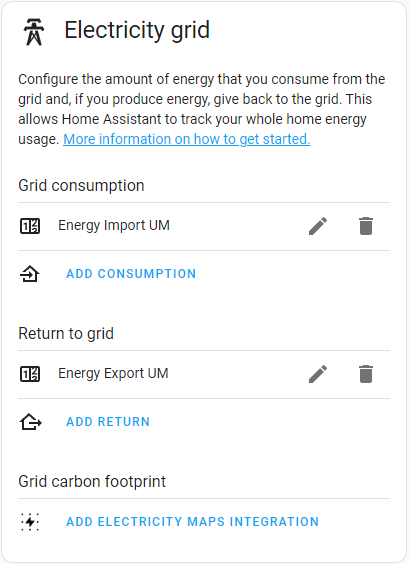 Electricity grid
Configure the amount of energy that you consume from the
grid and, if you produce energy, give back to the grid. This
allows Home Assistant to track your whole home energy
usage. More information on how to get started.
Grid consumption
Energy Import UM
ADD CONSUMPTION
Return to grid
Energy Export UM
ADD RETURN
Grid carbon footprint
ADD ELECTRICITY MAPS INTEGRATION